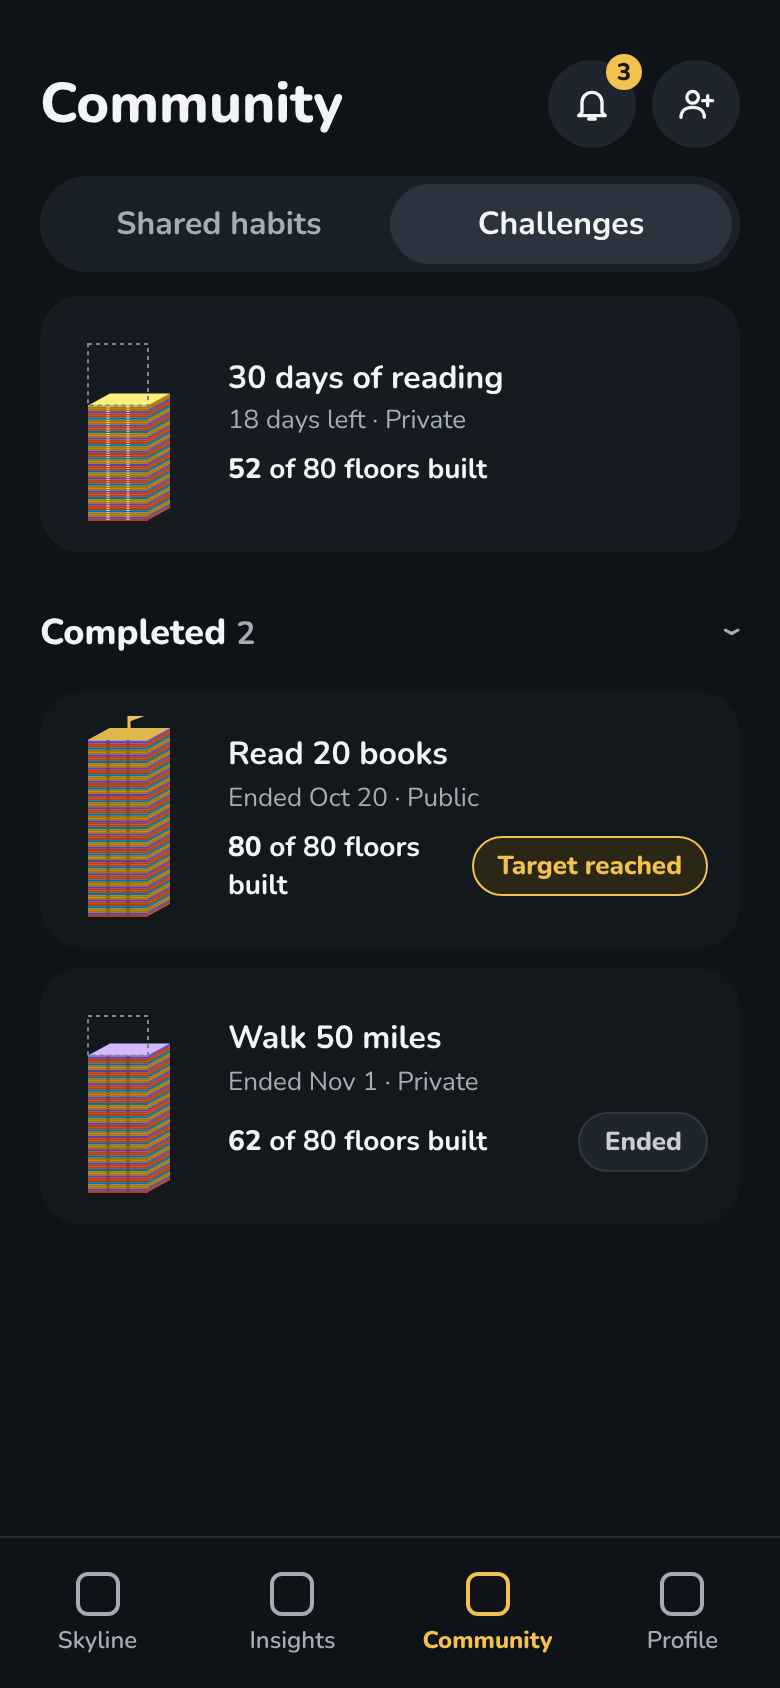 Community
3
Shared habits
Challenges
30 days of reading
18 days left · Private
52 of 80 floors built
Completed 2
Read 20 books
Ended Oct 20 · Public
80 of 80 floors
built
Target reached
Walk 50 miles
Ended Nov 1 · Private
62 of 80 floors built
Ended
Skyline
Insights
Community
Profile